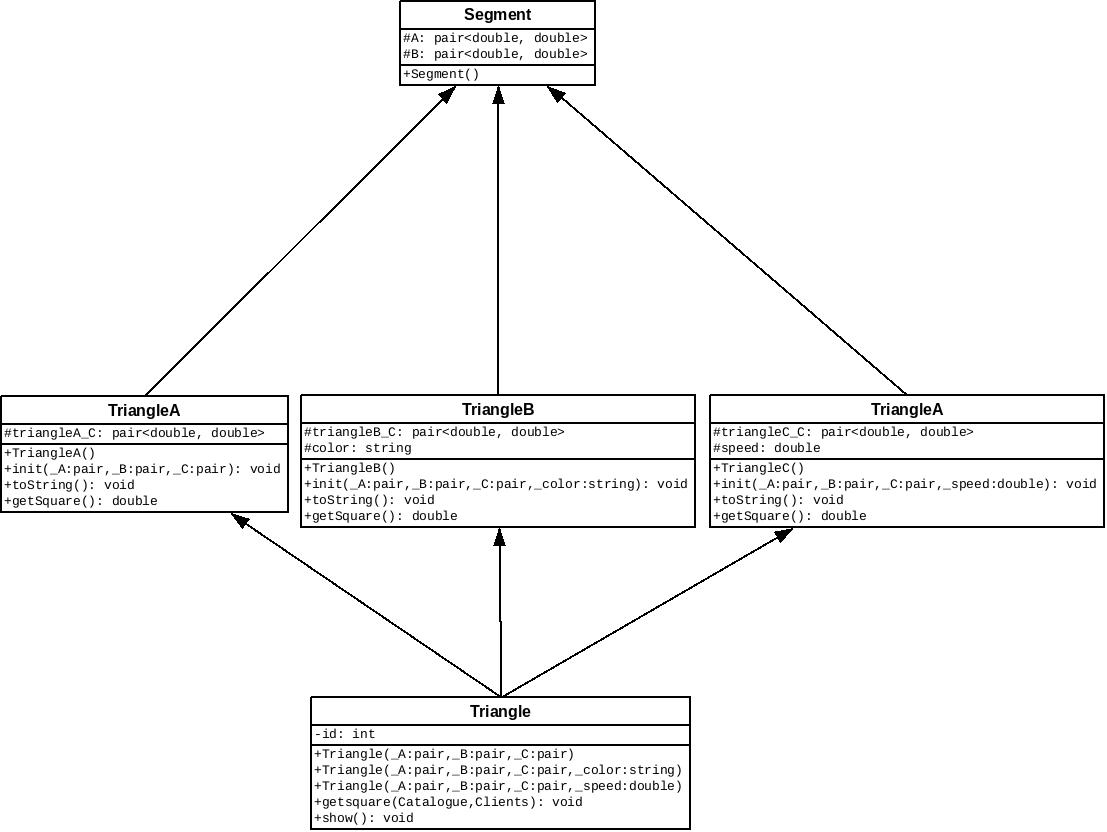 Segment
#A: pair<double, double>
#B: pair<double, double>
+Segment()
TriangleA
#triangleA_C: pair<double, double>
+TriangleA()
+init(_A:pair,_B:pair,_C:pair): void
+toString(): void
+getSquare(): double
TriangleB
#triangleB_C: pair<double, double>
#color: string
+TriangleB()
+init(_A:pair,_B:pair,_C:pair,_color:string): void
+toString(): void
+getSquare(): double
TriangleA
#triangleC_C: pair<double, double>
#speed: double
+TriangleC()
+init(_A:pair,_B:pair,_C:pair,_speed:double): void
+toString(): void
+getSquare(): double
Triangle
-id: int
+Triangle(_A:pair,_B:pair,_C:pair)
+Triangle(_A:pair,_B:pair,_C:pair,_color:string)
+Triangle(_A:pair,_B:pair,_C:pair,_speed:double)
+getsquare(Catalogue,Clients): void
+show(): void